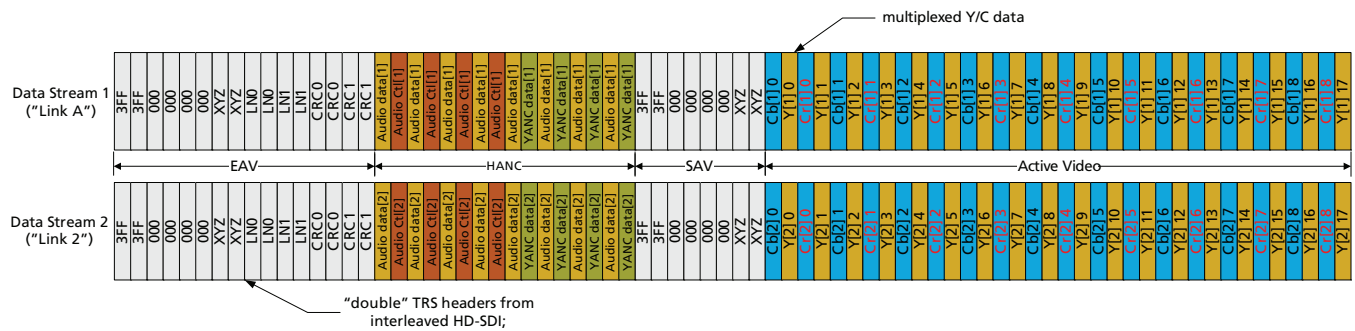 multiplexed Y/C data
Data Stream 1
("Link A")
3FF 3FF 000 000 000 000 XYZ XYZ LN0 LN0 LN1 LN1 CRC0 CRC0 CRC1 CRC1 Audio data[1] Audio Ctl[1] Audio data[1] Audio Ctl[1] Audio data[1] Audio Ctl[1] Audio data[1] Audio Ctl[1] Audio data[1] YANC data[1] Audio data[1] YANC data[1] Audio data[1] YANC data[1] Audio data[1] YANC data[1] 3FF 3FF 000 000 000 000 XYZ XYZ Cb[1] 0 Y[1] 0 Cr[1] 0 Y[1] 1 Cb[1] 1 Y[1] 2 Cr[1] 1 Y[1] 3 Cb[1] 2 Y[1] 4 Cr[1] 2 Y[1] 5 Cb[1] 3 Y[1] 6 Cr[1] 3 Y[1] 7 Cb[1] 4 Y[1] 8 Cr[1] 4 Y[1] 9 Cb[1] 5 Y[1] 10 Cr[1] 5 Y[1] 11 Cb[1] 6 Y[1] 12 Cr[1] 6 Y[1] 13 Cb[1] 7 Y[1] 14 Cr[1] 7 Y[1] 15 Cb[1] 8 Y[1] 16 Cr[1] 8 Y[1] 17
EAV HANC SAV Active Video
Data Stream 2
("Link 2")
3FF 3FF 000 000 000 000 XYZ XYZ LN0 LN0 LN1 LN1 CRC0 CRC0 CRC1 CRC1 Audio data[2] Audio Ctl[2] Audio data[2] Audio Ctl[2] Audio data[2] Audio Ctl[2] Audio data[2] Audio Ctl[2] Audio data[2] YANC data[2] Audio data[2] YANC data[2] Audio data[2] YANC data[2] Audio data[2] YANC data[2] 3FF 3FF 000 000 000 000 XYZ XYZ Cb[2] 0 Y[2] 0 Cr[2] 0 Y[2] 1 Cb[2] 1 Y[2] 2 Cr[2] 1 Y[2] 3 Cb[2] 2 Y[2] 4 Cr[2] 2 Y[2] 5 Cb[2] 3 Y[2] 6 Cr[2] 3 Y[2] 7 Cb[2] 4 Y[2] 8 Cr[2] 4 Y[2] 9 Cb[2] 5 Y[2] 10 Cr[2] 5 Y[2] 11 Cb[2] 6 Y[2] 12 Cr[2] 6 Y[2] 13 Cb[2] 7 Y[2] 14 Cr[2] 7 Y[2] 15 Cb[2] 8 Y[2] 16 Cr[2] 8 Y[2] 17
"double" TRS headers from
interleaved HD-SDI;